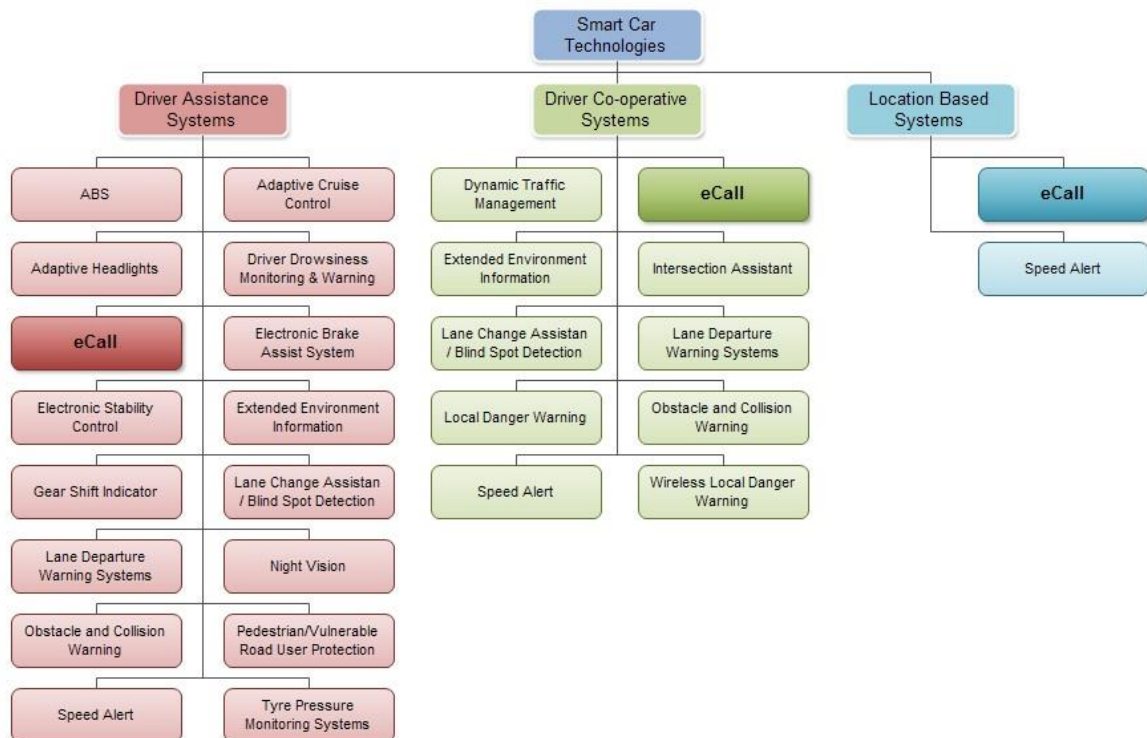 Smart Car
Technologies
Driver Assistance
Systems
Driver Co-operative
Systems
Location Based
Systems
ABS
Adaptive Cruise
Control
Adaptive Headlights
Driver Drowsiness
Monitoring & Warning
eCall
Electronic Brake
Assist System
Electronic Stability
Control
Extended Environment
Information
Gear Shift Indicator
Lane Change Assistan
/ Blind Spot Detection
Lane Departure
Warning Systems
Night Vision
Obstacle and Collision
Warning
Pedestrian/Vulnerable
Road User Protection
Speed Alert
Tyre Pressure
Monitoring Systems
Dynamic Traffic
Management
eCall
Extended Environment
Information
Intersection Assistant
Lane Change Assistan
/ Blind Spot Detection
Lane Departure
Warning Systems
Local Danger Warning
Obstacle and Collision
Warning
Speed Alert
Wireless Local Danger
Warning
eCall
Speed Alert